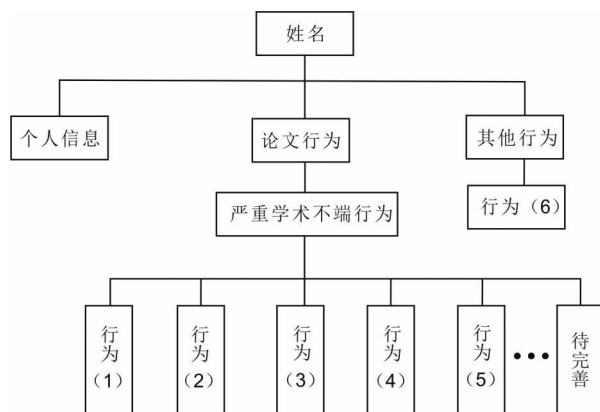 姓名
个人信息
论文行为
其他行为
严重学术不端行为
行为（6）
行为（1）
行为（2）
行为（3）
行为（4）
行为（5）
•••
待完善